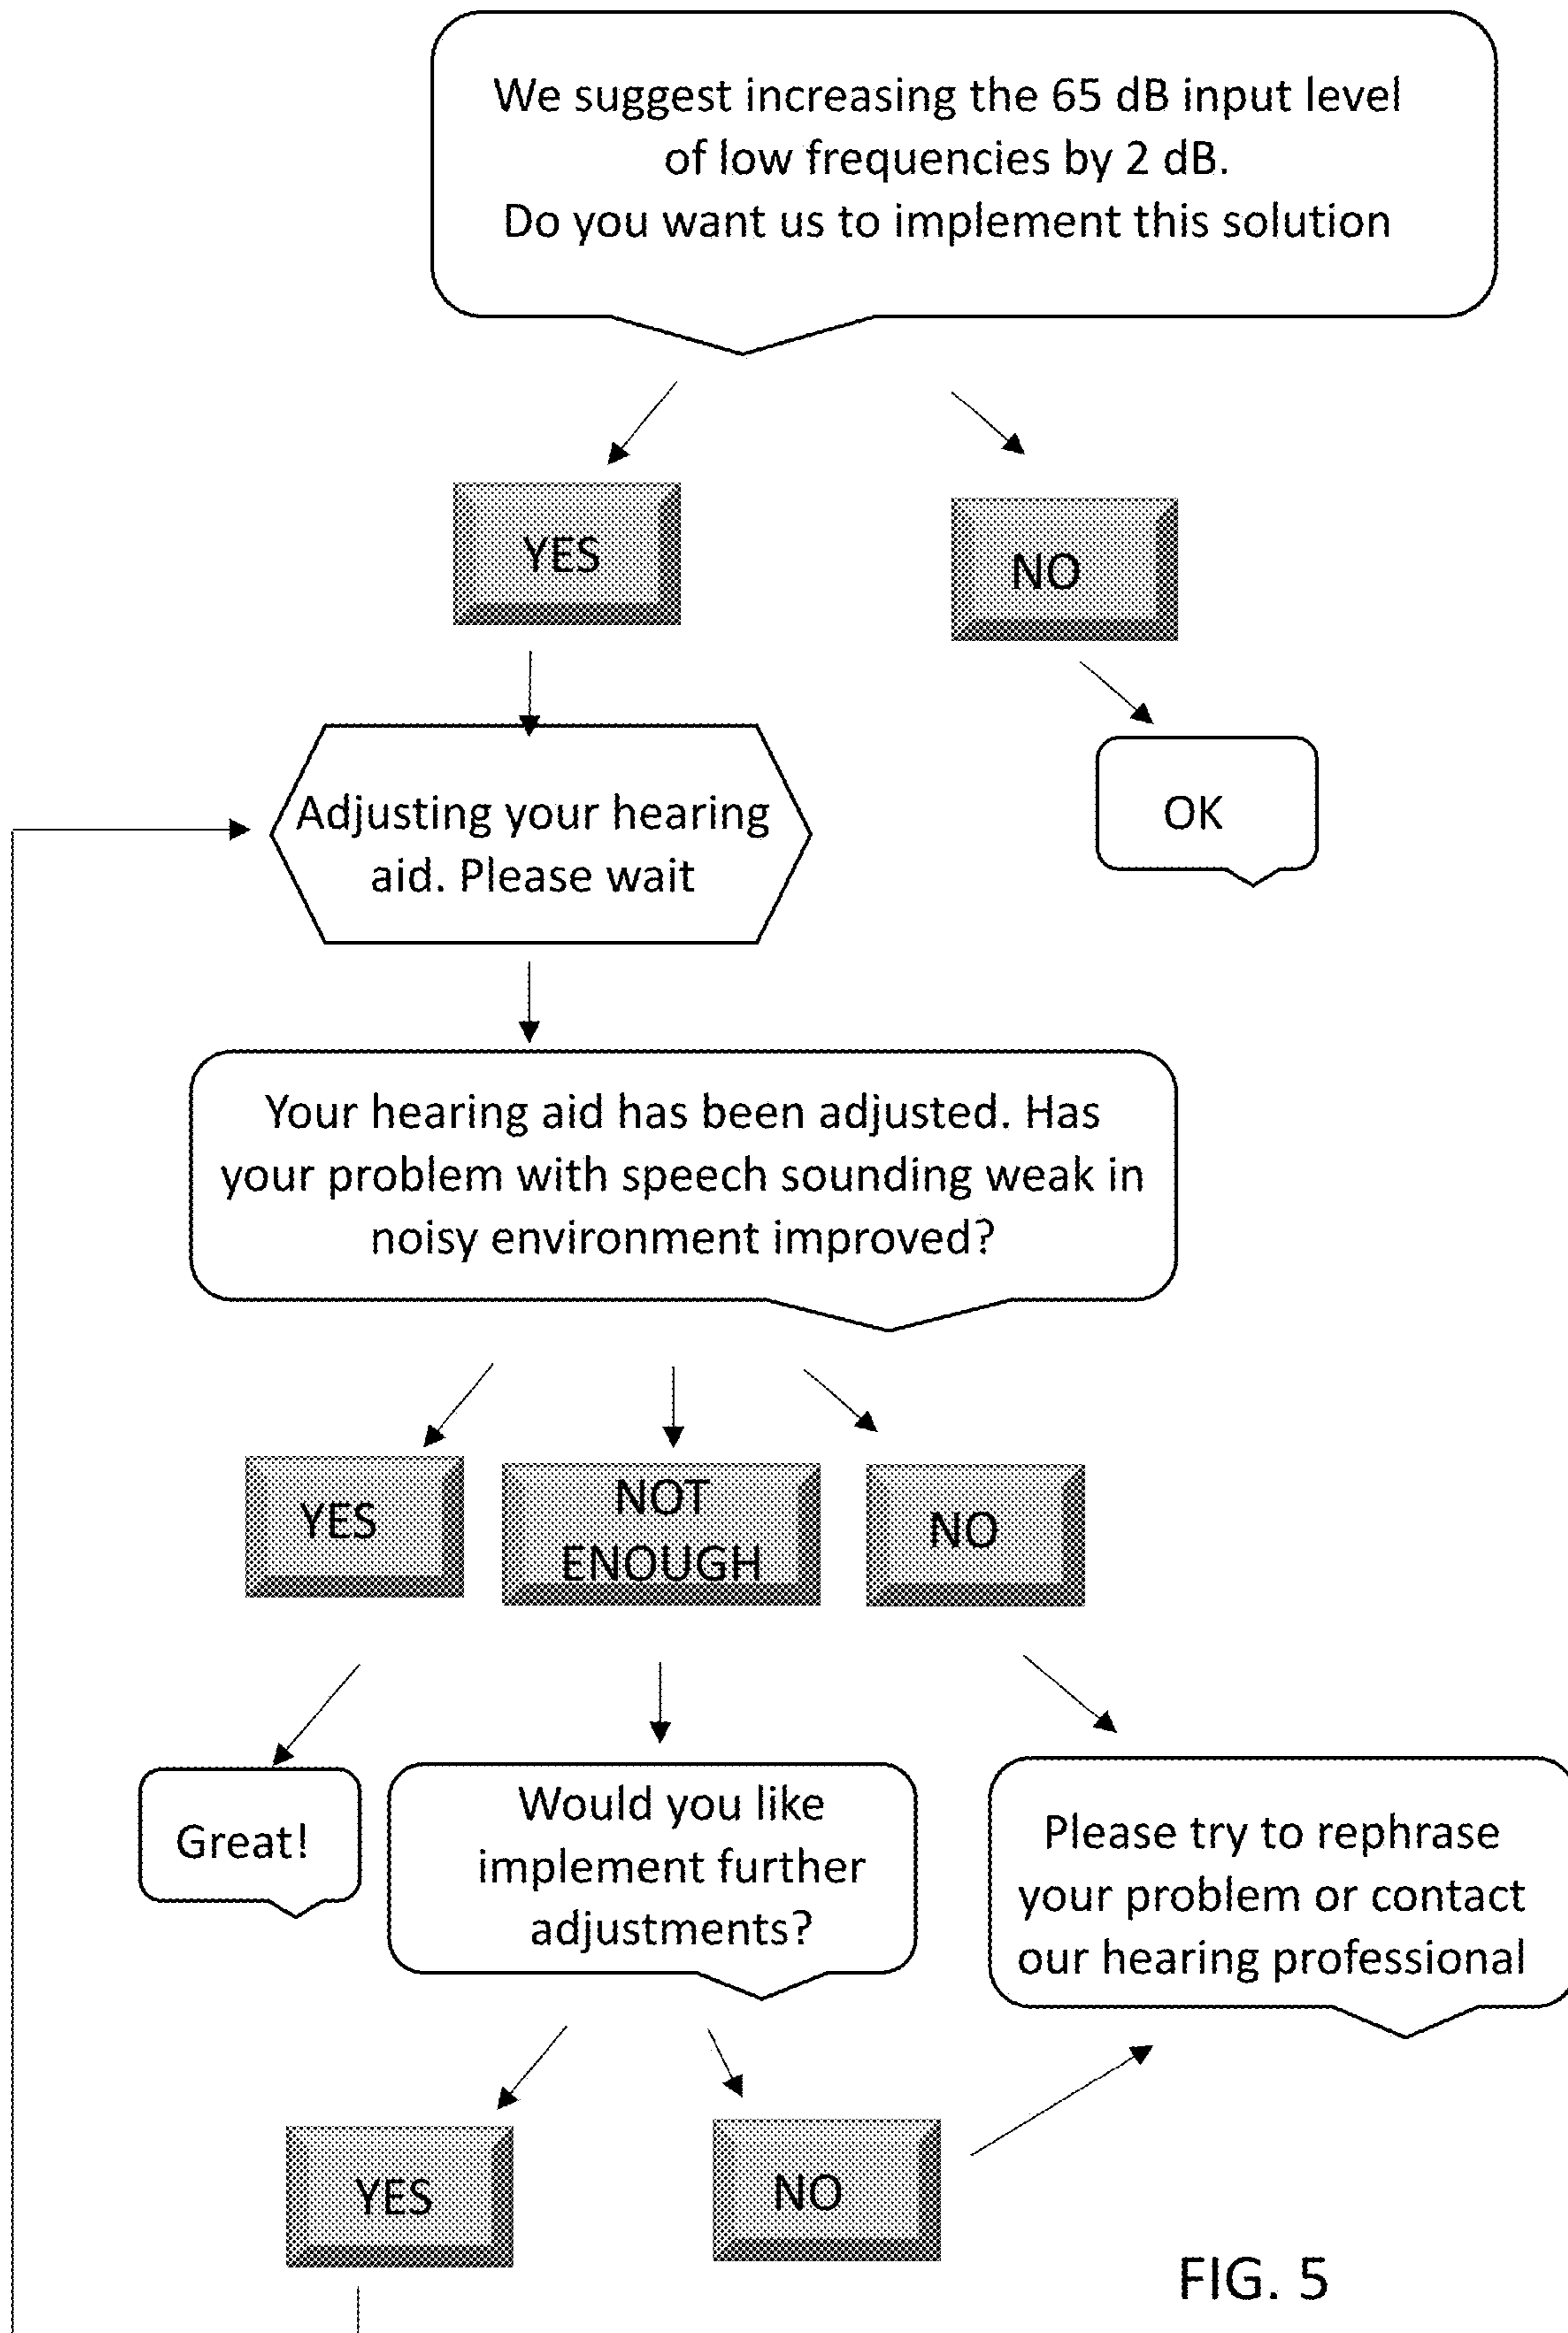 We suggest increasing the 65 dB input level
of low frequencies by 2 dB.
Do you want us to implement this solution
YES
NO
Adjusting your hearing
aid. Please wait
OK
Your hearing aid has been adjusted. Has
your problem with speech sounding weak in
noisy environment improved?
YES
NOT
ENOUGH
NO
Great!
Would you like
implement further
adjustments?
Please try to rephrase
your problem or contact
our hearing professional
YES
NO
FIG. 5